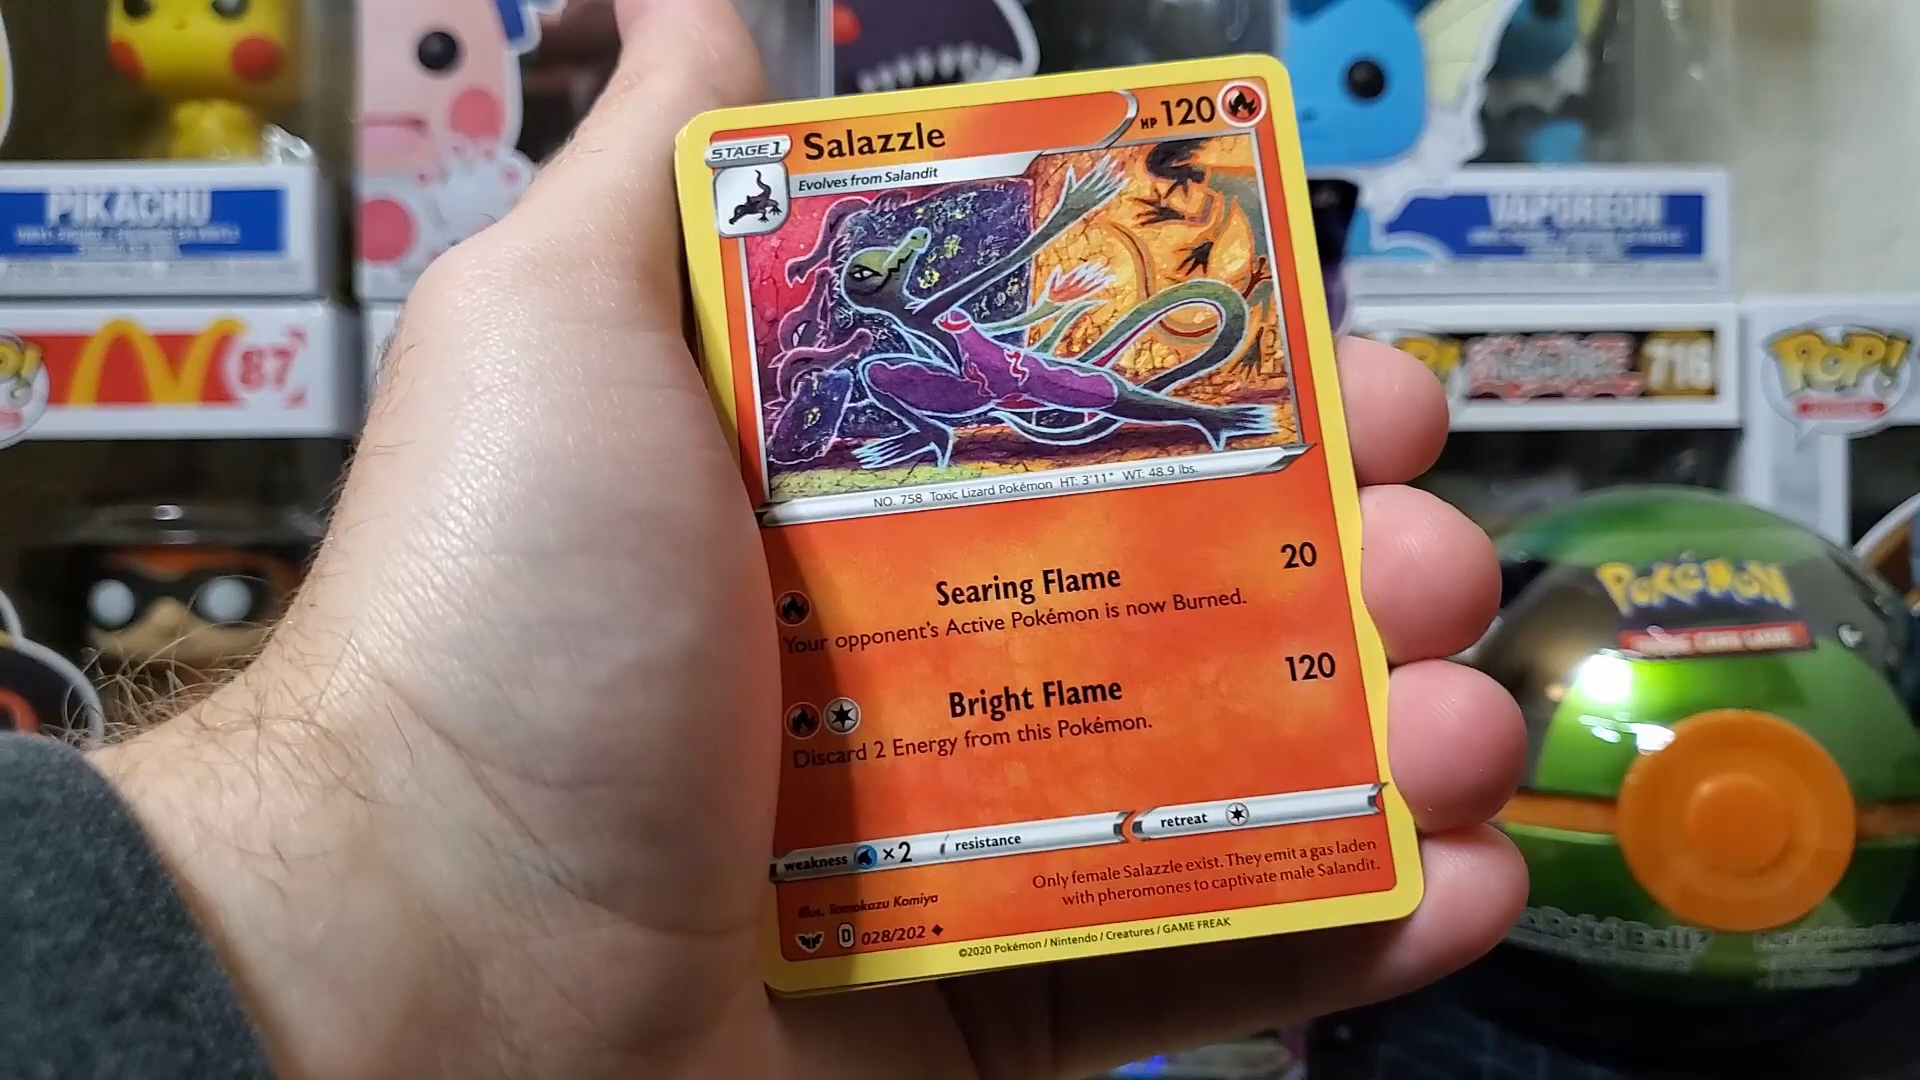 STAGE 1
Salazzle
HP 120
Evolves from Salandit
NO. 758 Toxic Lizard Pokémon HT: 3'11" WT: 48.9 lbs.
Searing Flame
20
Your opponent's Active Pokémon is now Burned.
Bright Flame
120
Discard 2 Energy from this Pokémon.
weakness ×2
resistance
retreat
Only female Salazzle exist. They emit a gas laden
with pheromones to captivate male Salandit.
Illus. Tomokazu Komiya
D 028/202
©2020 Pokémon / Nintendo / Creatures / GAME FREAK
PIKACHU
87
VAPOREON
716
POP!
POKÉMON